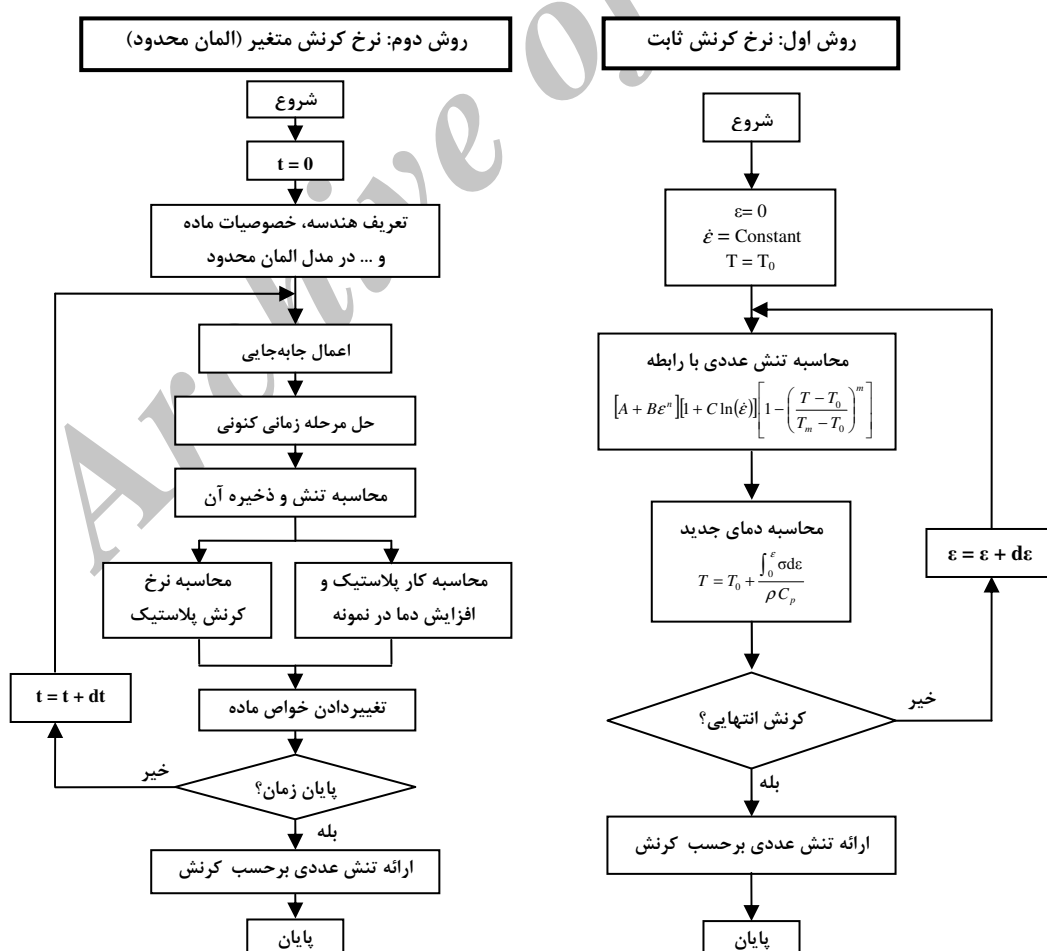 روش اول: نرخ کرنش ثابت
شروع
ε= 0
ε̇ = Constant
T = T₀
محاسبه تنش عددی با رابطه
[A + Bεⁿ][1 + C ln(ε̇)][1 − ((T − T₀)/(Tₘ − T₀))ᵐ]
محاسبه دمای جدید
T = T₀ + ∫₀^ε σdε / ρCₚ
ε = ε + dε
کرنش انتهایی؟
خیر
بله
ارائه تنش عددی برحسب کرنش
پایان
روش دوم: نرخ کرنش متغیر (المان محدود)
شروع
t = 0
تعریف هندسه، خصوصیات ماده
و ... در مدل المان محدود
اعمال جابه‌جایی
حل مرحله زمانی کنونی
محاسبه تنش و ذخیره آن
محاسبه کار پلاستیک و
افزایش دما در نمونه
محاسبه نرخ
کرنش پلاستیک
تغییردادن خواص ماده
t = t + dt
پایان زمان؟
خیر
بله
ارائه تنش عددی برحسب کرنش
پایان
Archive of